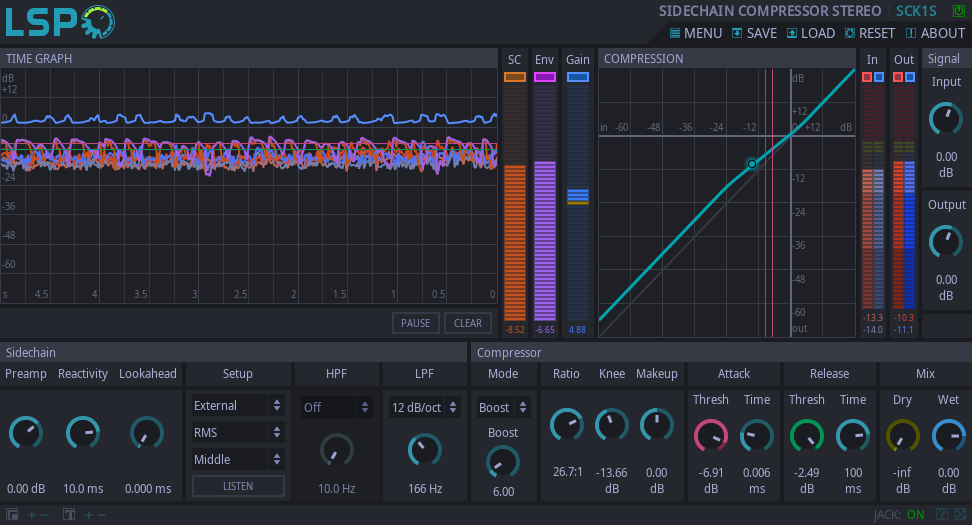 LSP
SIDECHAIN COMPRESSOR STEREO SCK1S
MENU SAVE LOAD RESET ABOUT
TIME GRAPH
SC Env Gain
COMPRESSION
In Out
Signal
dB
+12
0
-24
-36
-48
-60
s 4.5 4 3.5 3 2.5 2 1.5 1 0.5 0
PAUSE CLEAR
-8.52 -6.65 4.88
dB
+12
in -60 -48 -36 -24 -12 0 +12 dB
-12
-24
-36
-48
-60
out
-13.3 -10.3
-14.0 -11.1
Input
0.00
dB
Output
0.00
dB
Sidechain
Preamp Reactivity Lookahead
0.00 dB 10.0 ms 0.000 ms
Setup
External
RMS
Middle
LISTEN
HPF
Off
10.0 Hz
LPF
12 dB/oct
166 Hz
Compressor
Mode
Boost
Boost
6.00
Ratio Knee Makeup
26.7:1 -13.66 0.00
dB dB
Attack
Thresh Time
-6.91 0.006
dB ms
Release
Thresh Time
-2.49 100
dB ms
Mix
Dry Wet
-inf 0.00
dB dB
JACK: ON